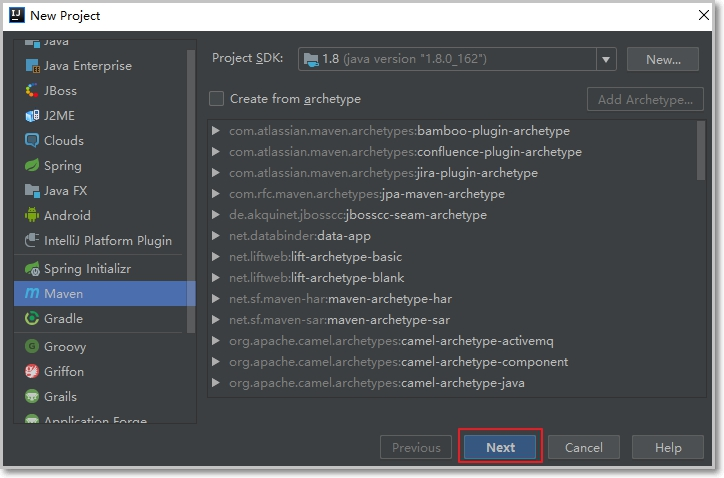 New Project
Java
Java Enterprise
JBoss
J2ME
Clouds
Spring
Java FX
Android
IntelliJ Platform Plugin
Spring Initializr
Maven
Gradle
Groovy
Griffon
Grails
Application Forge
Project SDK: 1.8 (java version "1.8.0_162") New...
Create from archetype Add Archetype...
com.atlassian.maven.archetypes:bamboo-plugin-archetype
com.atlassian.maven.archetypes:confluence-plugin-archetype
com.atlassian.maven.archetypes:jira-plugin-archetype
com.rfc.maven.archetypes:jpa-maven-archetype
de.akquinet.jbosscc:jbosscc-seam-archetype
net.databinder:data-app
net.liftweb:lift-archetype-basic
net.liftweb:lift-archetype-blank
net.sf.maven-har:maven-archetype-har
net.sf.maven-sar:maven-archetype-sar
org.apache.camel.archetypes:camel-archetype-activemq
org.apache.camel.archetypes:camel-archetype-component
org.apache.camel.archetypes:camel-archetype-java
Previous Next Cancel Help